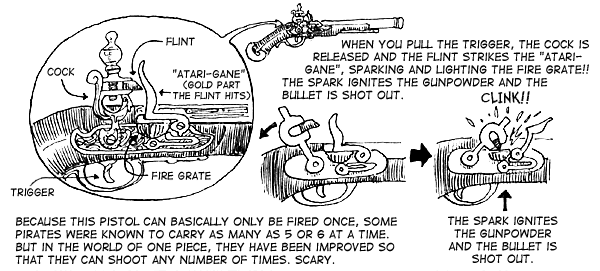 WHEN YOU PULL THE TRIGGER, THE COCK IS
RELEASED AND THE FLINT STRIKES THE "ATARI-
GANE", SPARKING AND LIGHTING THE FIRE GRATE!!
THE SPARK IGNITES THE GUNPOWDER AND THE
BULLET IS SHOT OUT.
FLINT
COCK
"ATARI-GANE"
(GOLD PART
THE FLINT HITS)
FIRE GRATE
TRIGGER
CLINK!!
THE SPARK IGNITES
THE GUNPOWDER
AND THE BULLET IS
SHOT OUT.
BECAUSE THIS PISTOL CAN BASICALLY ONLY BE FIRED ONCE, SOME
PIRATES WERE KNOWN TO CARRY AS MANY AS 5 OR 6 AT A TIME.
BUT IN THE WORLD OF ONE PIECE, THEY HAVE BEEN IMPROVED SO
THAT THEY CAN SHOOT ANY NUMBER OF TIMES. SCARY.